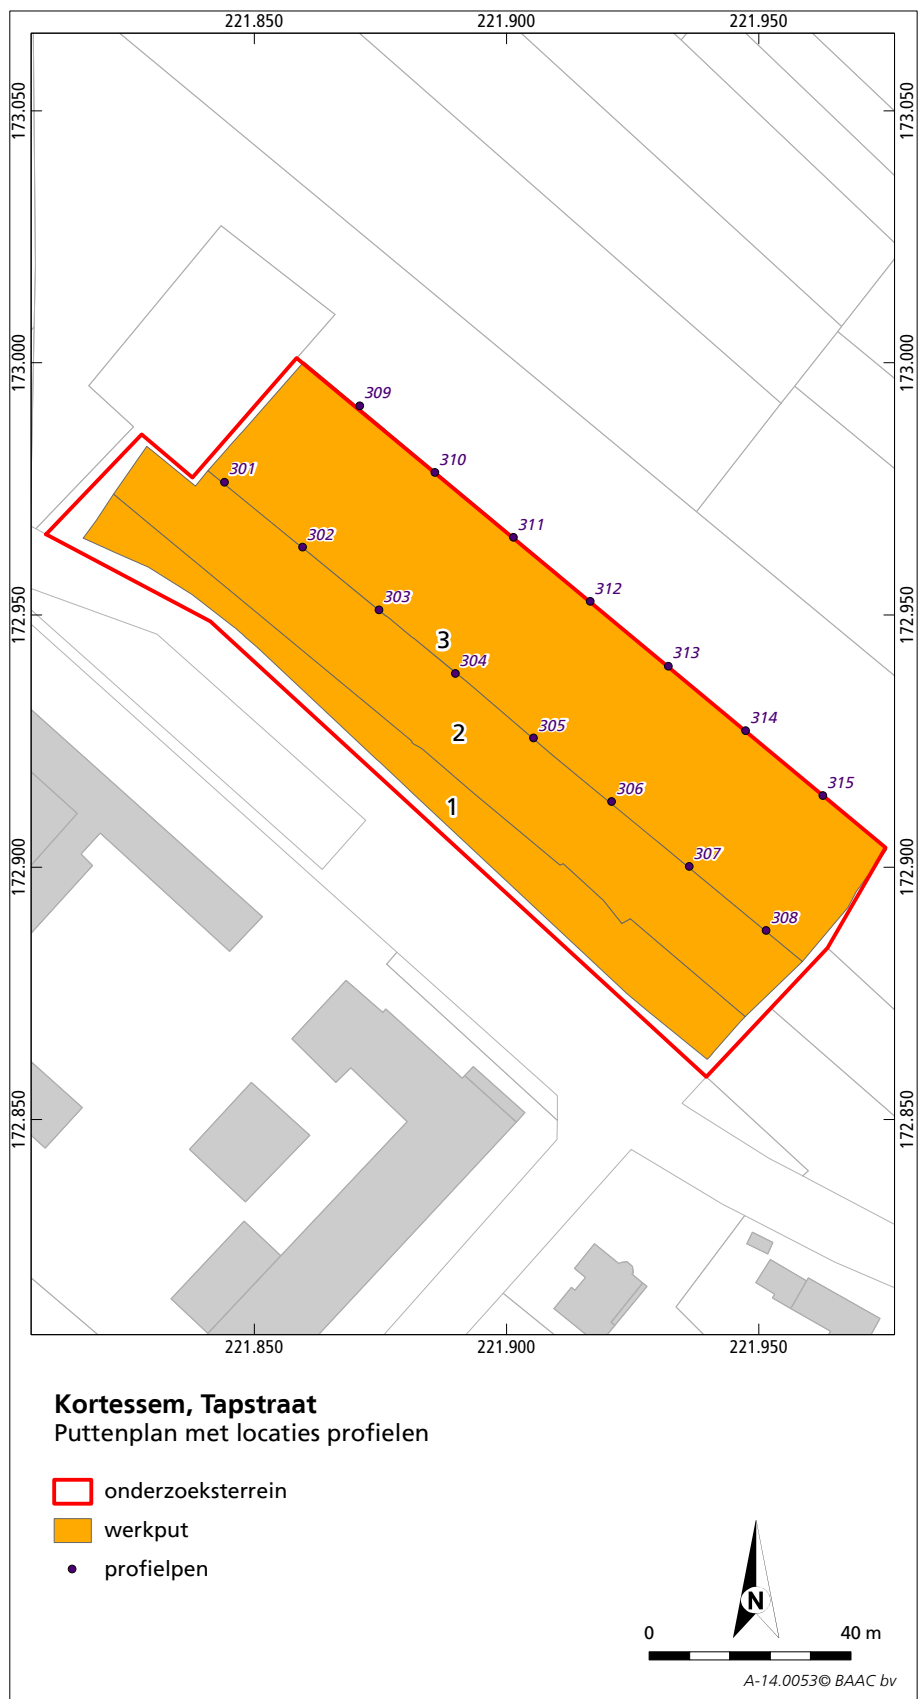 221.850 221.900 221.950
173.050 173.050
173.000 173.000
309
310
301
311
302
312
172.950 172.950
303
3
313
304
2
305
314
1
306
315
307
172.900 172.900
308
172.850 172.850
221.850 221.900 221.950
Kortessem, Tapstraat
Puttenplan met locaties profielen
onderzoeksterrein
werkput
profielpen
N
0 40 m
A-14.0053© BAAC bv